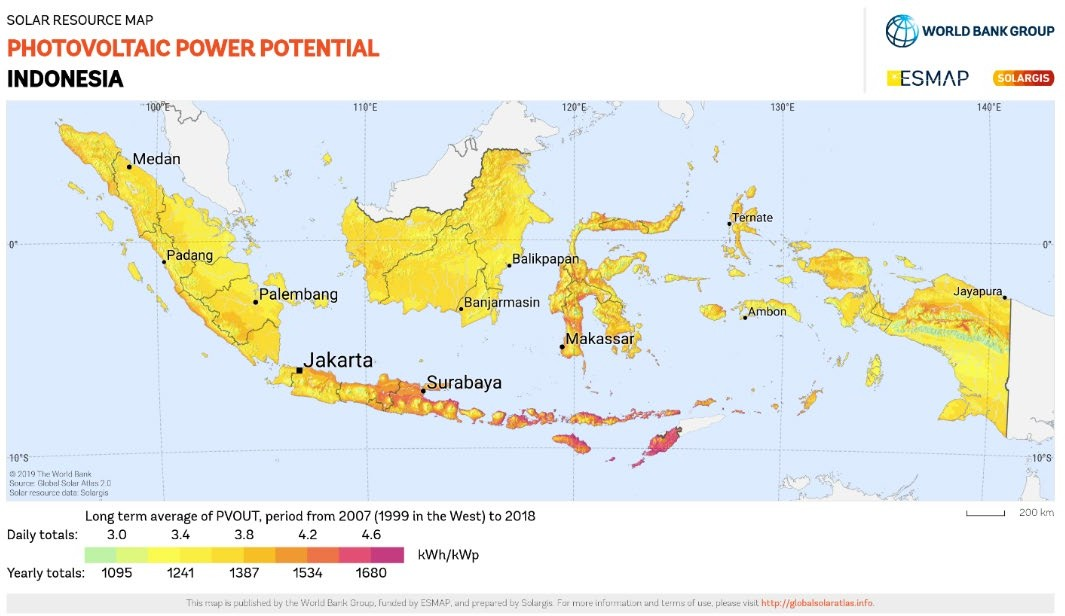 SOLAR RESOURCE MAP
PHOTOVOLTAIC POWER POTENTIAL
INDONESIA
WORLD BANK GROUP
ESMAP
SOLARGIS
100°E 110°E 120°E 130°E 140°E
Medan
Ternate
0° 0°
Padang
Balikpapan
Palembang
Jayapura
Banjarmasin
Ambon
Makassar
Jakarta
Surabaya
10°S 10°S
© 2019 The World Bank
Source: Global Solar Atlas 2.0
Solar resource data: Solargis
200 km
Long term average of PVOUT, period from 2007 (1999 in the West) to 2018
Daily totals: 3.0 3.4 3.8 4.2 4.6
kWh/kWp
Yearly totals: 1095 1241 1387 1534 1680
This map is published by the World Bank Group, funded by ESMAP, and prepared by Solargis. For more information and terms of use, please visit http://globalsolaratlas.info.